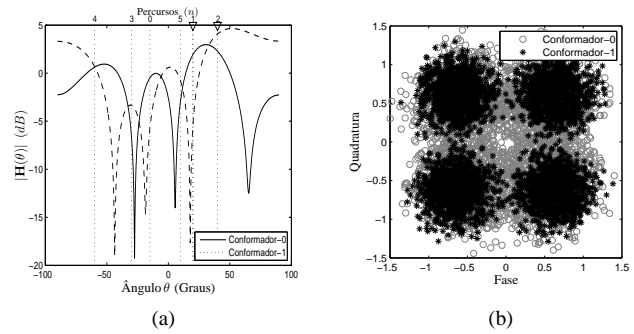 Percursos (n)
4 3 0 5 1 2
5
0
−5
−10
−15
−20
|H(θ)| (dB)
Conformador-0
Conformador-1
−100 −50 0 50 100
Ângulo θ (Graus)
(a)
1.5
1
0.5
0
−0.5
−1
−1.5
Quadratura
Conformador-0
Conformador-1
−1.5 −1 −0.5 0 0.5 1 1.5
Fase
(b)